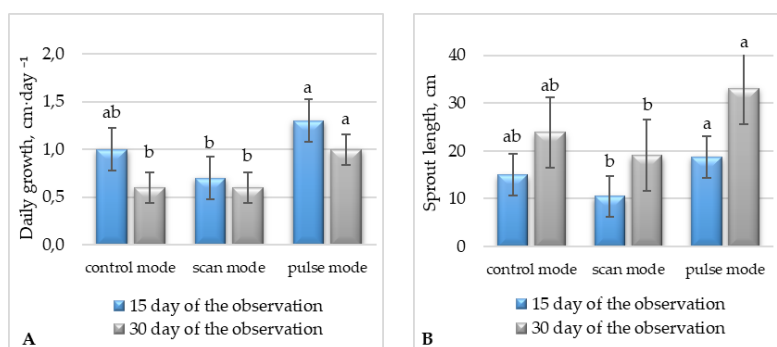 Daily growth, cm·day ⁻¹
2,0
1,5
1,0
0,5
0,0
ab
b
b
b
a
a
control mode
scan mode
pulse mode
15 day of the observation
30 day of the observation
A
Sprout length, cm
40
30
20
10
0
ab
ab
b
b
a
a
control mode
scan mode
pulse mode
15 day of the observation
30 day of the observation
B